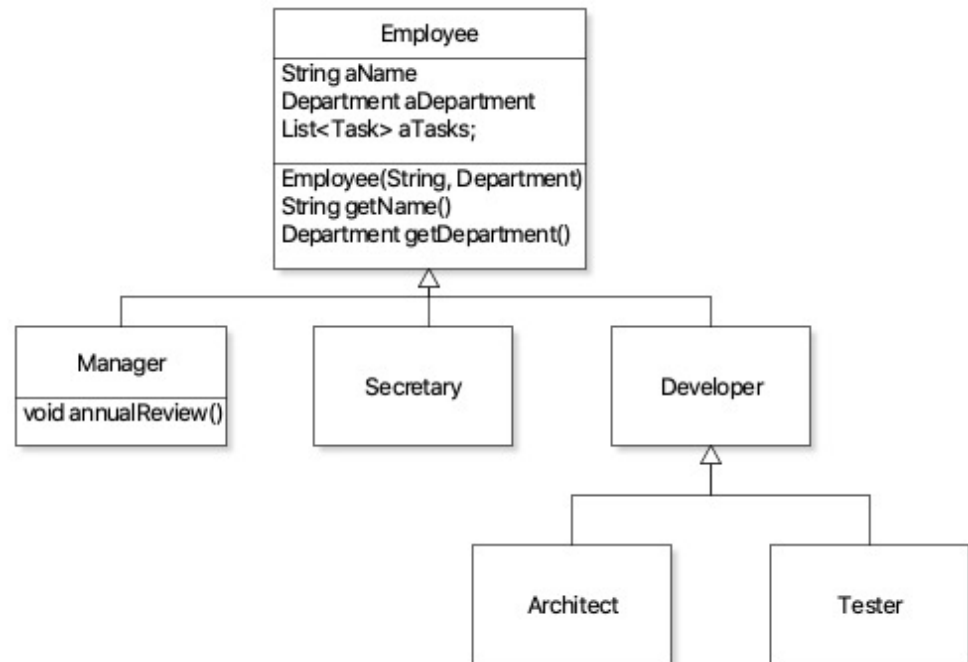 Employee
String aName
Department aDepartment
List<Task> aTasks;
Employee(String, Department)
String getName()
Department getDepartment()
Manager
void annualReview()
Secretary
Developer
Architect
Tester